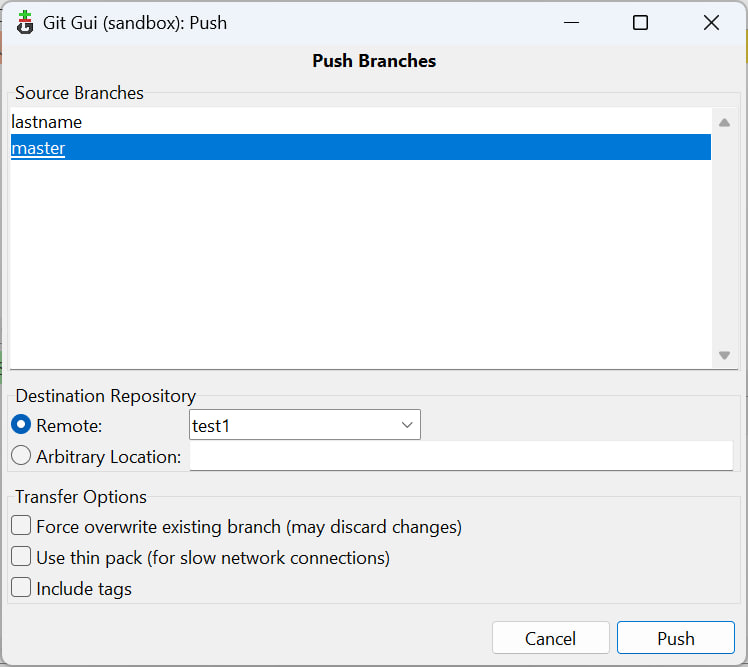 Git Gui (sandbox): Push
Push Branches
Source Branches
lastname
master
Destination Repository
Remote: test1
Arbitrary Location:
Transfer Options
Force overwrite existing branch (may discard changes)
Use thin pack (for slow network connections)
Include tags
Cancel Push